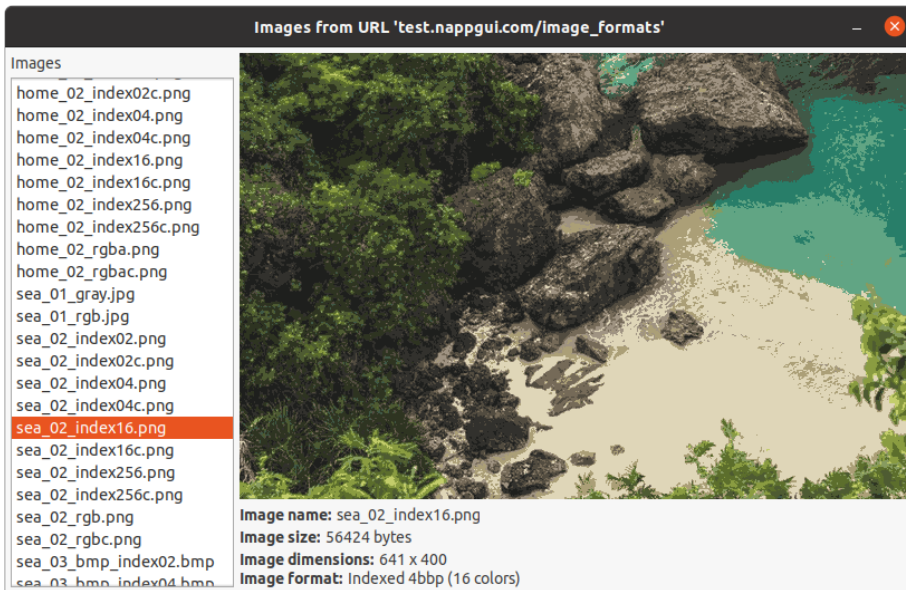 Images from URL 'test.nappgui.com/image_formats'
Images
home_02_index02c.png
home_02_index04.png
home_02_index04c.png
home_02_index16.png
home_02_index16c.png
home_02_index256.png
home_02_index256c.png
home_02_rgba.png
home_02_rgbac.png
sea_01_gray.jpg
sea_01_rgb.jpg
sea_02_index02.png
sea_02_index02c.png
sea_02_index04.png
sea_02_index04c.png
sea_02_index16.png
sea_02_index16c.png
sea_02_index256.png
sea_02_index256c.png
sea_02_rgb.png
sea_02_rgbc.png
sea_03_bmp_index02.bmp
sea_03_bmp_index04.bmp
Image name: sea_02_index16.png
Image size: 56424 bytes
Image dimensions: 641 x 400
Image format: Indexed 4bbp (16 colors)